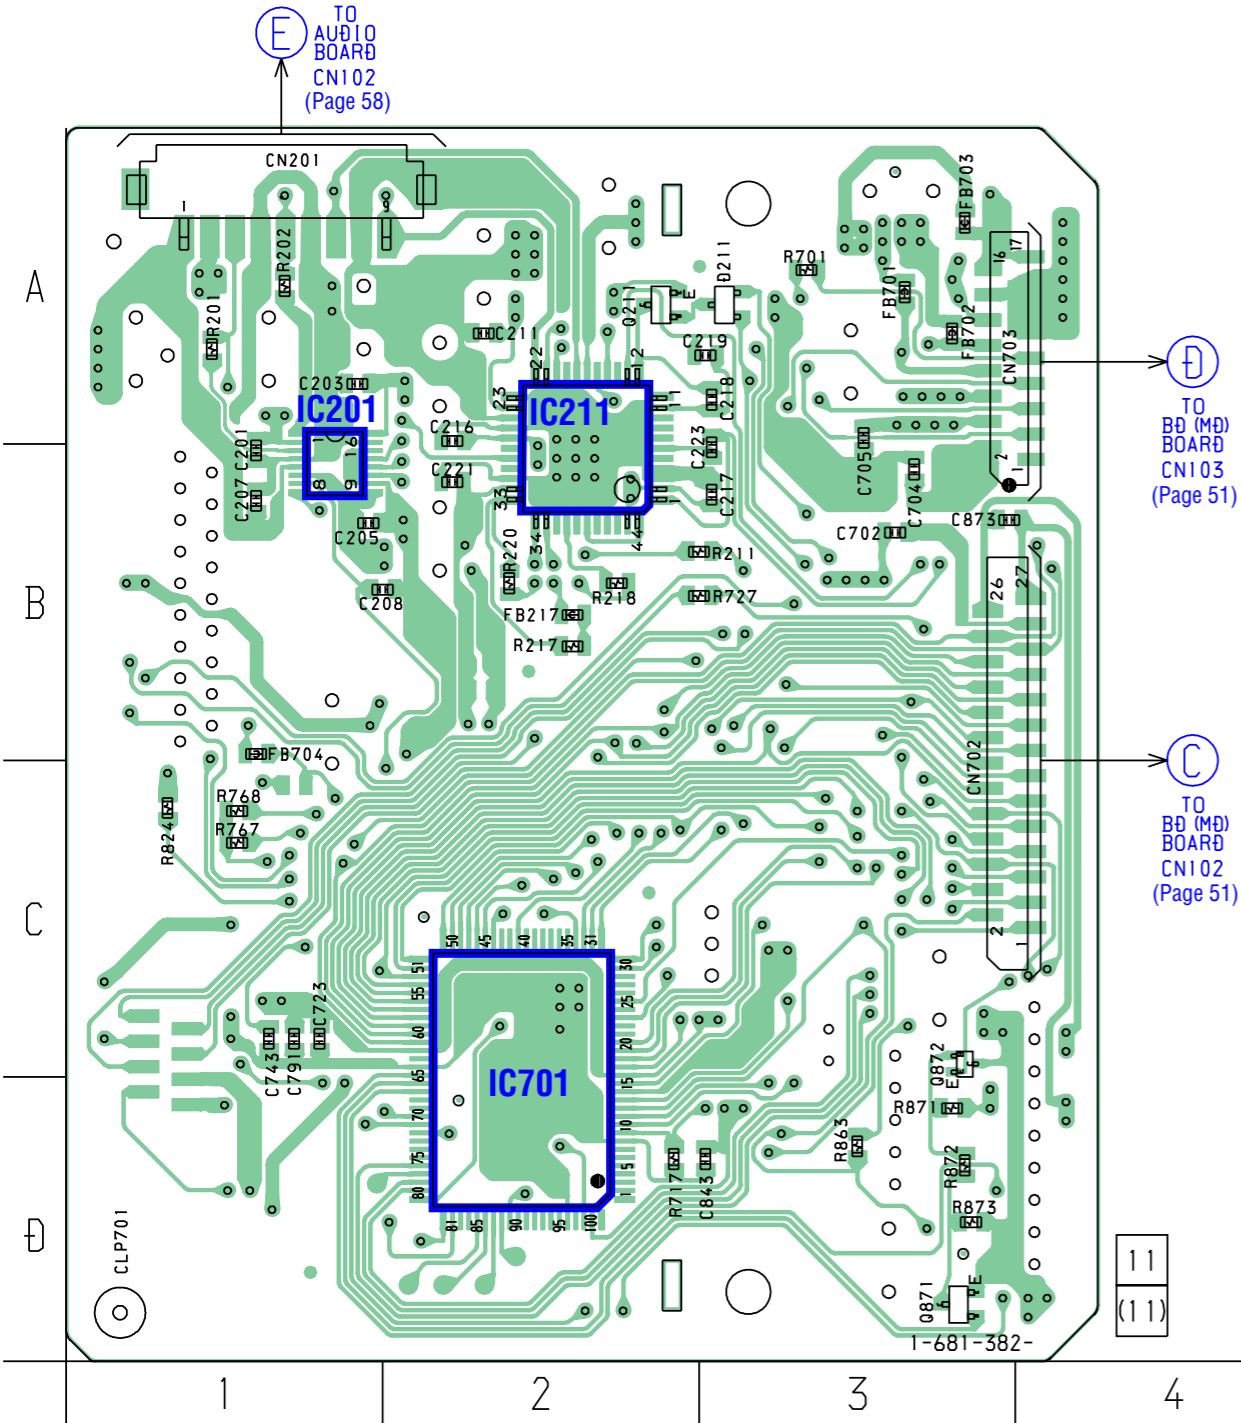 E
TO
AUDIO
BOARD
CN102
(Page 58)
CN201
1
9
R202
R201
C203
IC201
1
16
8
9
C201
C207
C205
C208
C211
22
12
23
IC211
11
33
1
34
44
C216
C221
R220
FB217
R217
R218
Q211
E
D211
C219
C218
C223
C217
R211
R727
R701
FB701
FB703
FB702
16
17
CN703
2
1
C705
C704
C702
C873
D
TO
BD (MD)
BOARD
CN103
(Page 51)
26
27
CN702
2
1
C
TO
BD (MD)
BOARD
CN102
(Page 51)
FB704
R768
R767
R824
50
45
40
35
31
51
55
60
65
70
75
80
30
25
20
15
10
5
1
81
85
90
95
100
IC701
C743
C791
C723
R717
C843
R863
Q872
E
R871
R872
R873
Q871
E
1-681-382-
11
(11)
CLP701
A
B
C
D
1
2
3
4